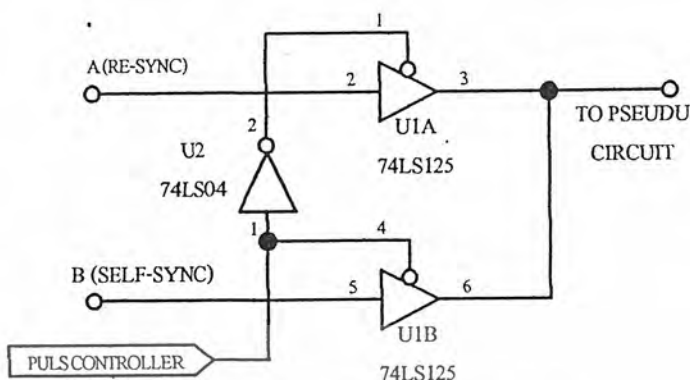 1
A (RE-SYNC)
2
3
2
U1A
TO PSEUDU
U2
CIRCUIT
74LS125
74LS04
1
4
B (SELF-SYNC)
5
6
U1B
PULS CONTROLLER
74LS125